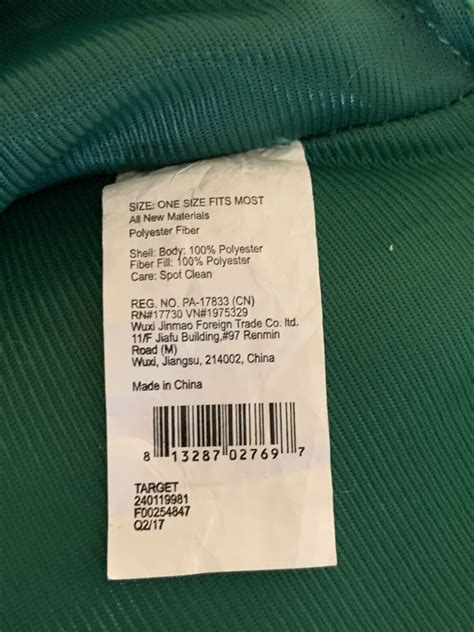 SIZE: ONE SIZE FITS MOST
All New Materials
Polyester Fiber
Shell: Body: 100% Polyester
Fiber Fill: 100% Polyester
Care: Spot Clean
REG. NO. PA-17833 (CN)
RN#17730 VN#1975329
Wuxi Jinmao Foreign Trade Co. ltd.
11/F Jiafu Building,#97 Renmin
Road (M)
Wuxi, Jiangsu, 214002, China
Made in China
8 13287 02769 7
TARGET
240119981
FD0254847
Q2/17